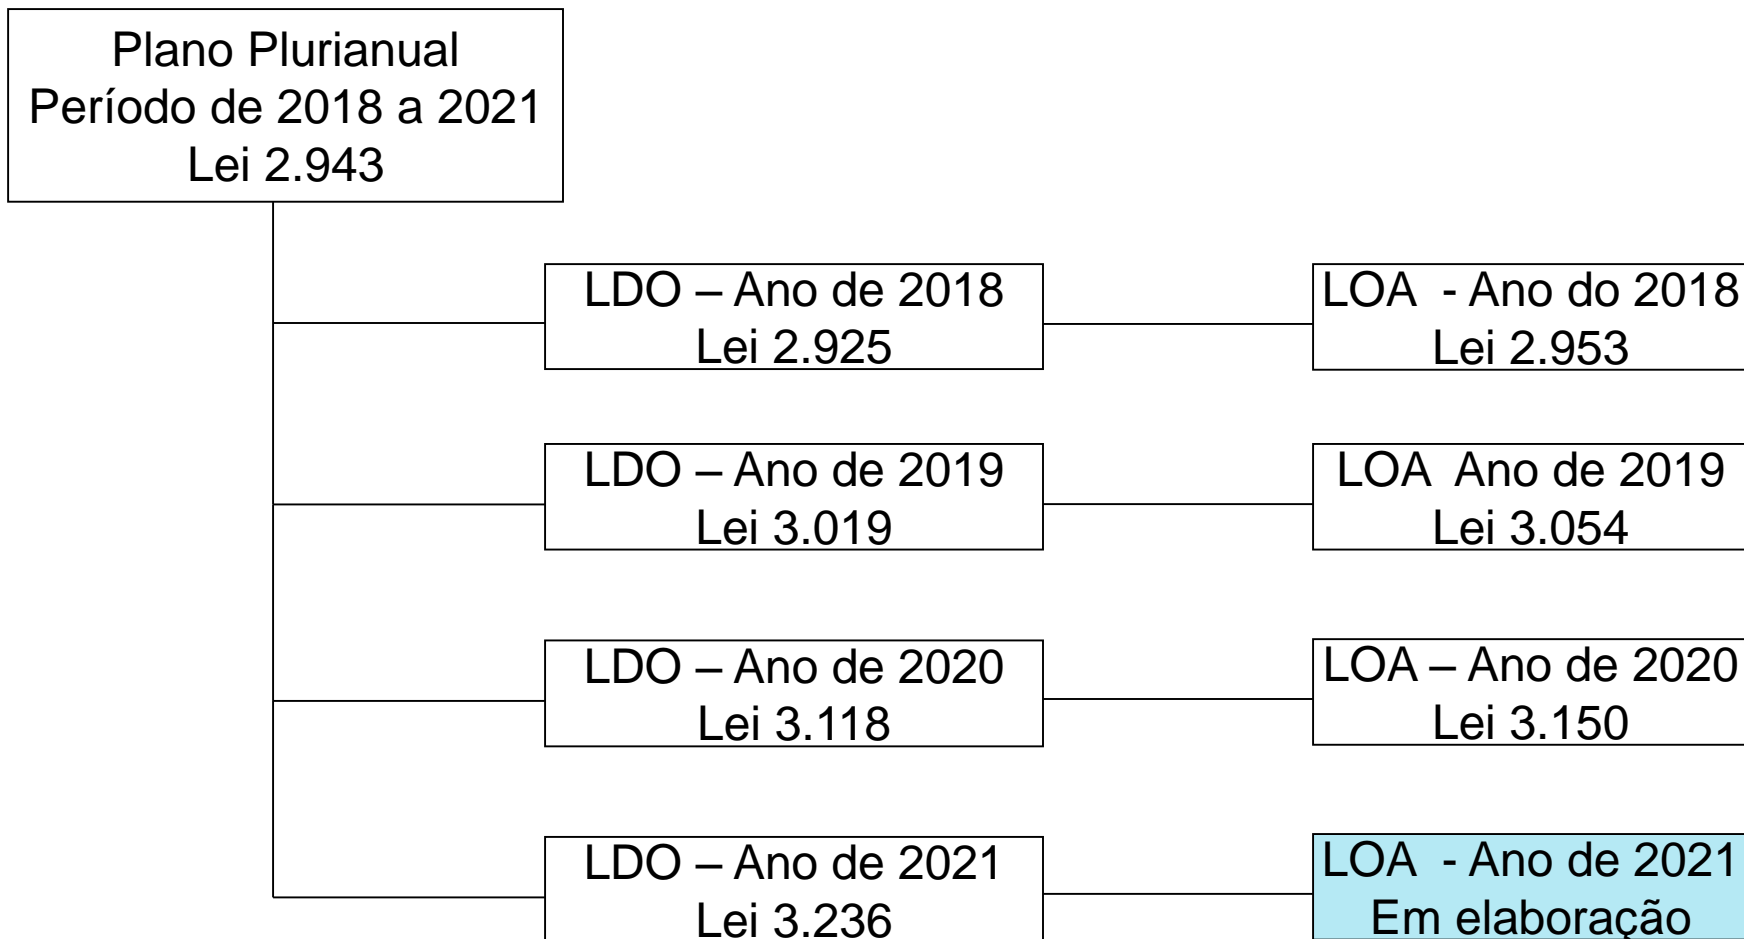 Plano Plurianual
Período de 2018 a 2021
Lei 2.943
LDO – Ano de 2018
Lei 2.925
LOA - Ano do 2018
Lei 2.953
LDO – Ano de 2019
Lei 3.019
LOA Ano de 2019
Lei 3.054
LDO – Ano de 2020
Lei 3.118
LOA – Ano de 2020
Lei 3.150
LDO – Ano de 2021
Lei 3.236
LOA - Ano de 2021
Em elaboração